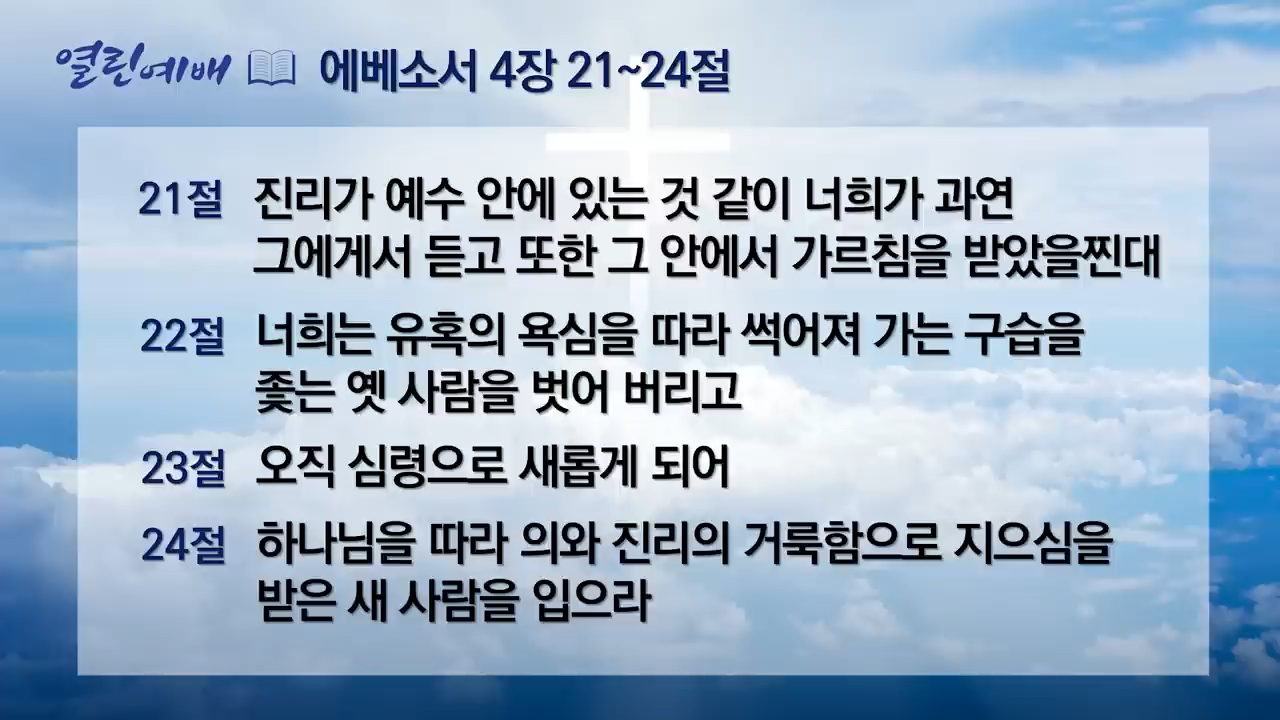 열린예배 에베소서 4장 21~24절
21절 진리가 예수 안에 있는 것 같이 너희가 과연
그에게서 듣고 또한 그 안에서 가르침을 받았을찐대
22절 너희는 유혹의 욕심을 따라 썩어져 가는 구습을
좇는 옛 사람을 벗어 버리고
23절 오직 심령으로 새롭게 되어
24절 하나님을 따라 의와 진리의 거룩함으로 지으심을
받은 새 사람을 입으라